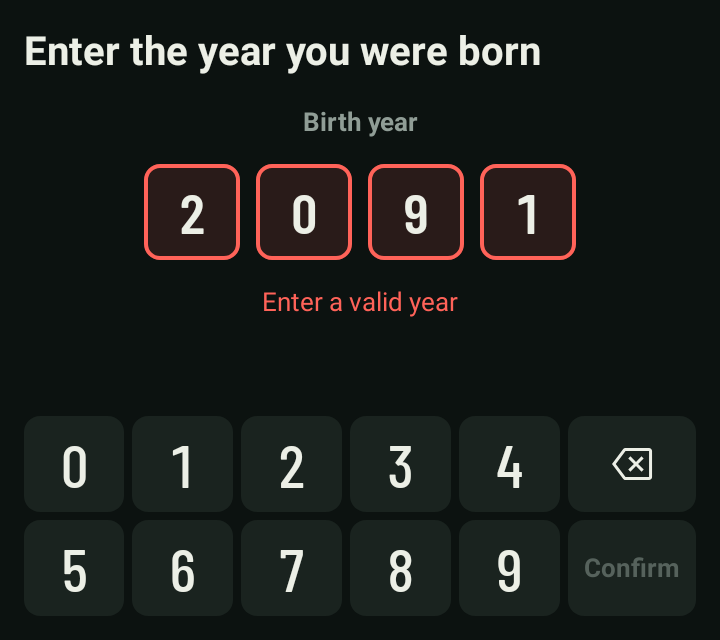 Enter the year you were born
Birth year
2 0 9 1
Enter a valid year
0 1 2 3 4
5 6 7 8 9 Confirm